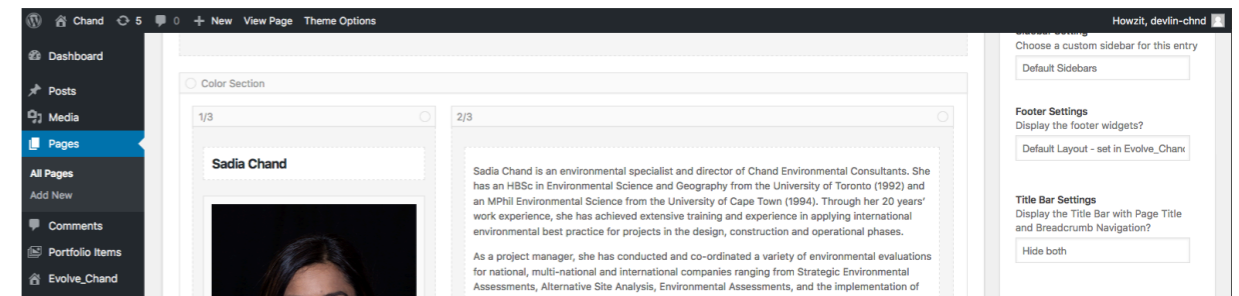 Chand 5 0 + New View Page Theme Options Howzit, devlin-chnd
Dashboard
Posts
Media
Pages
All Pages
Add New
Comments
Portfolio Items
Evolve_Chand
Color Section
1/3 2/3
Sadia Chand
Sadia Chand is an environmental specialist and director of Chand Environmental Consultants. She
has an HBSc in Environmental Science and Geography from the University of Toronto (1992) and
an MPhil Environmental Science from the University of Cape Town (1994). Through her 20 years'
work experience, she has achieved extensive training and experience in applying international
environmental best practice for projects in the design, construction and operational phases.
As a project manager, she has conducted and co-ordinated a variety of environmental evaluations
for national, multi-national and international companies ranging from Strategic Environmental
Assessments, Alternative Site Analysis, Environmental Assessments, and the implementation of
Sidebar Setting
Choose a custom sidebar for this entry
Default Sidebars
Footer Settings
Display the footer widgets?
Default Layout - set in Evolve_Chanc
Title Bar Settings
Display the Title Bar with Page Title
and Breadcrumb Navigation?
Hide both